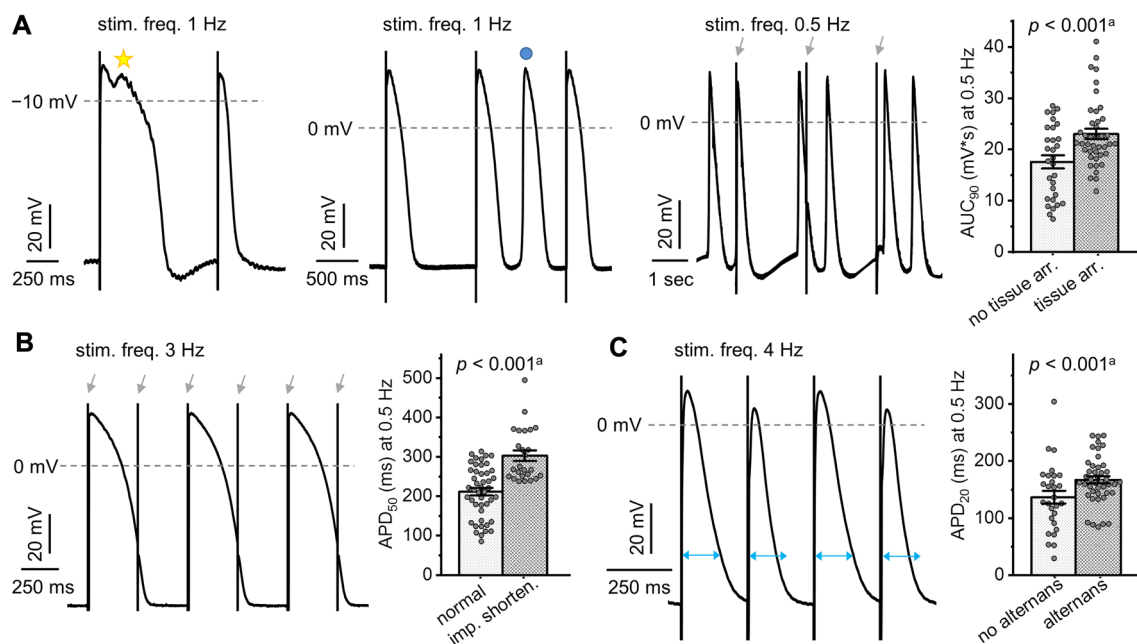 A
stim. freq. 1 Hz
−10 mV
20 mV
250 ms
stim. freq. 1 Hz
0 mV
20 mV
500 ms
stim. freq. 0.5 Hz
0 mV
20 mV
1 sec
p < 0.001ᵃ
AUC₉₀ (mV*s) at 0.5 Hz
40
30
20
10
0
no tissue arr.
tissue arr.
B
stim. freq. 3 Hz
0 mV
20 mV
250 ms
p < 0.001ᵃ
APD₅₀ (ms) at 0.5 Hz
500
400
300
200
100
0
normal
imp. shorten.
C
stim. freq. 4 Hz
0 mV
20 mV
250 ms
p < 0.001ᵃ
APD₂₀ (ms) at 0.5 Hz
300
200
100
0
no alternans
alternans